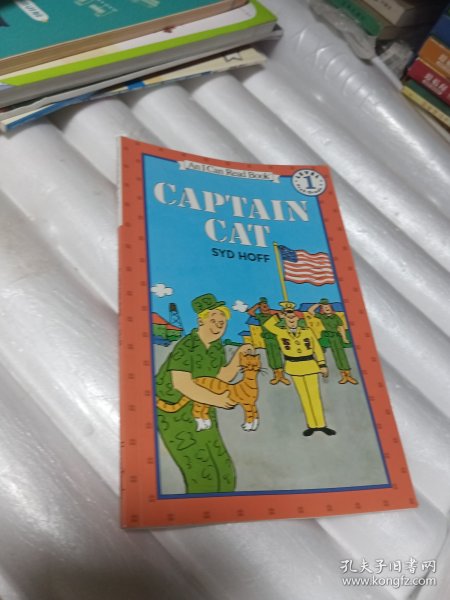 An I Can Read Book
LEVEL
1
CAPTAIN
CAT
SYD HOFF
孔夫子旧书网
www.kongfz.com